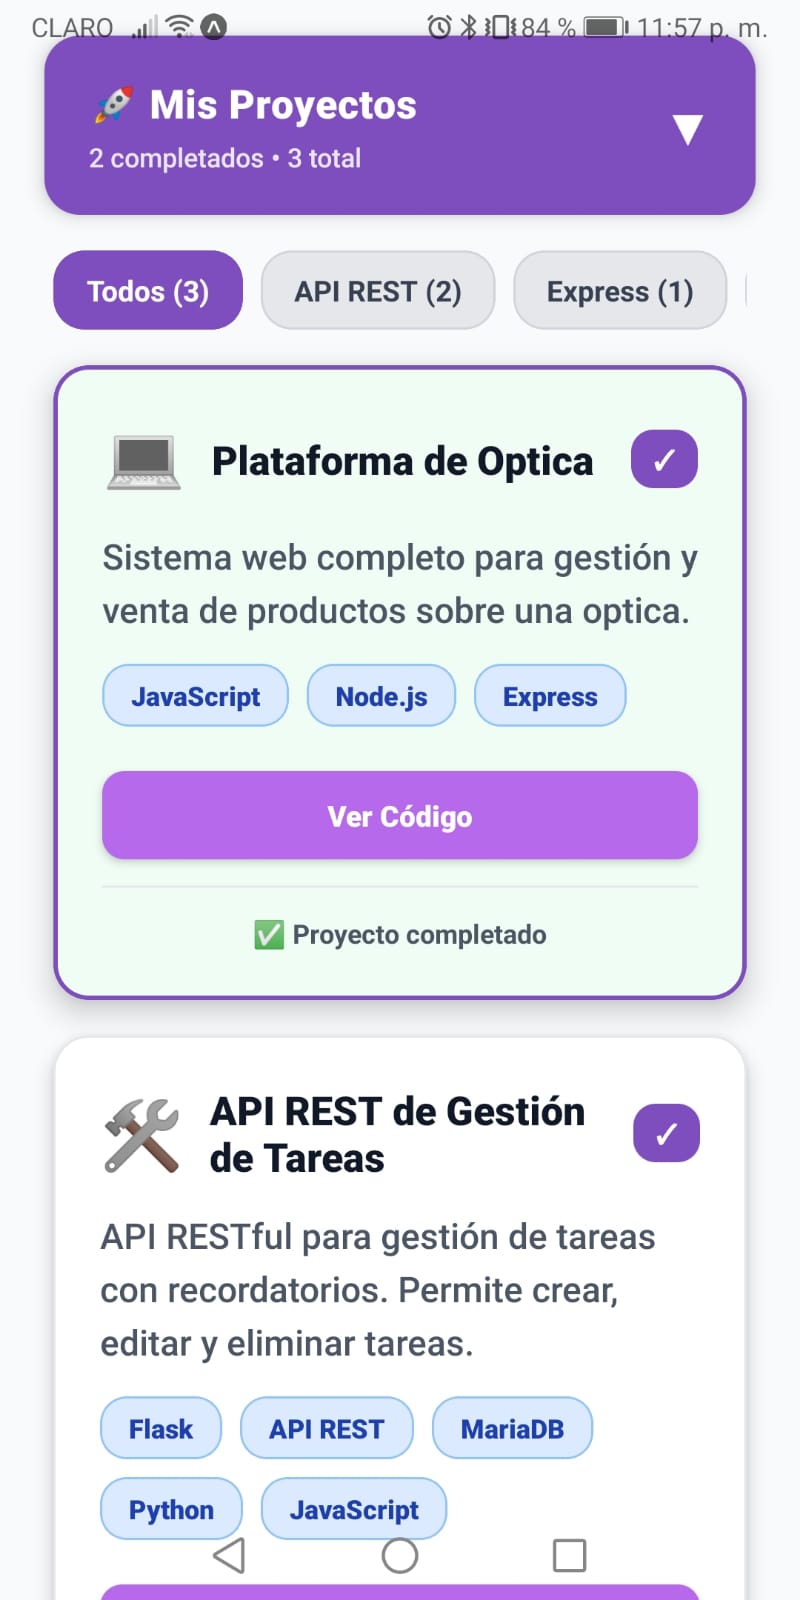 CLARO 84 % 11:57 p. m.
🚀 Mis Proyectos
2 completados • 3 total
▼
Todos (3) API REST (2) Express (1)
Plataforma de Optica ✓
Sistema web completo para gestión y
venta de productos sobre una optica.
JavaScript Node.js Express
Ver Código
✅ Proyecto completado
API REST de Gestión
de Tareas ✓
API RESTful para gestión de tareas
con recordatorios. Permite crear,
editar y eliminar tareas.
Flask API REST MariaDB
Python JavaScript